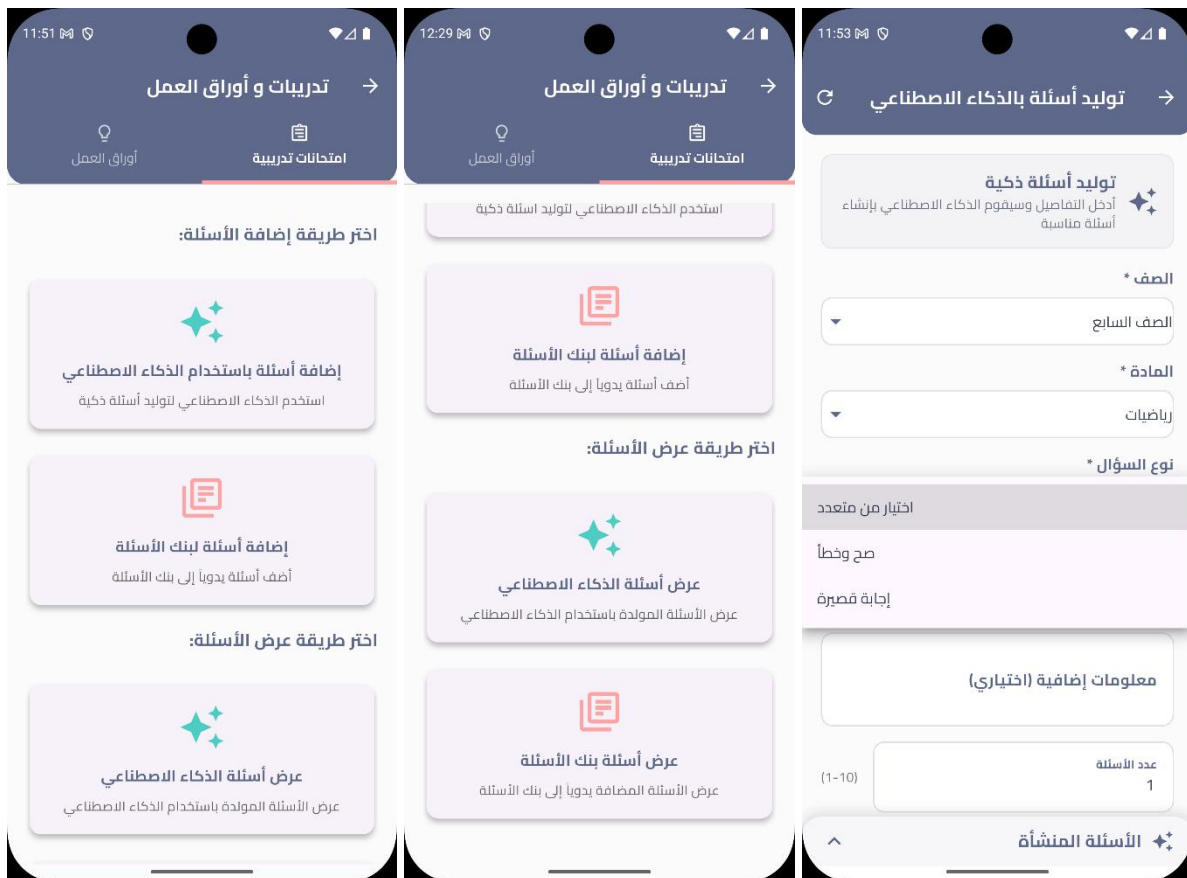 11:51
تدريبات و أوراق العمل
امتحانات تدريبية
أوراق العمل
اختر طريقة إضافة الأسئلة:
إضافة أسئلة باستخدام الذكاء الاصطناعي
استخدم الذكاء الاصطناعي لتوليد أسئلة ذكية
إضافة أسئلة لبنك الأسئلة
أضف أسئلة يدوياً إلى بنك الأسئلة
اختر طريقة عرض الأسئلة:
عرض أسئلة الذكاء الاصطناعي
عرض الأسئلة المولدة باستخدام الذكاء الاصطناعي
12:29
تدريبات و أوراق العمل
امتحانات تدريبية
أوراق العمل
استخدم الذكاء الاصطناعي لتوليد اسئلة ذكية
إضافة أسئلة لبنك الأسئلة
أضف أسئلة يدوياً إلى بنك الأسئلة
اختر طريقة عرض الأسئلة:
عرض أسئلة الذكاء الاصطناعي
عرض الأسئلة المولدة باستخدام الذكاء الاصطناعي
عرض أسئلة بنك الأسئلة
عرض الأسئلة المضافة يدوياً إلى بنك الأسئلة
11:53
توليد أسئلة بالذكاء الاصطناعي
توليد أسئلة ذكية
أدخل التفاصيل وسيقوم الذكاء الاصطناعي بإنشاء
أسئلة مناسبة
الصف *
الصف السابع
المادة *
رياضيات
نوع السؤال *
اختيار من متعدد
صح وخطأ
إجابة قصيرة
معلومات إضافية (اختياري)
عدد الأسئلة
1
(1-10)
الأسئلة المنشأة